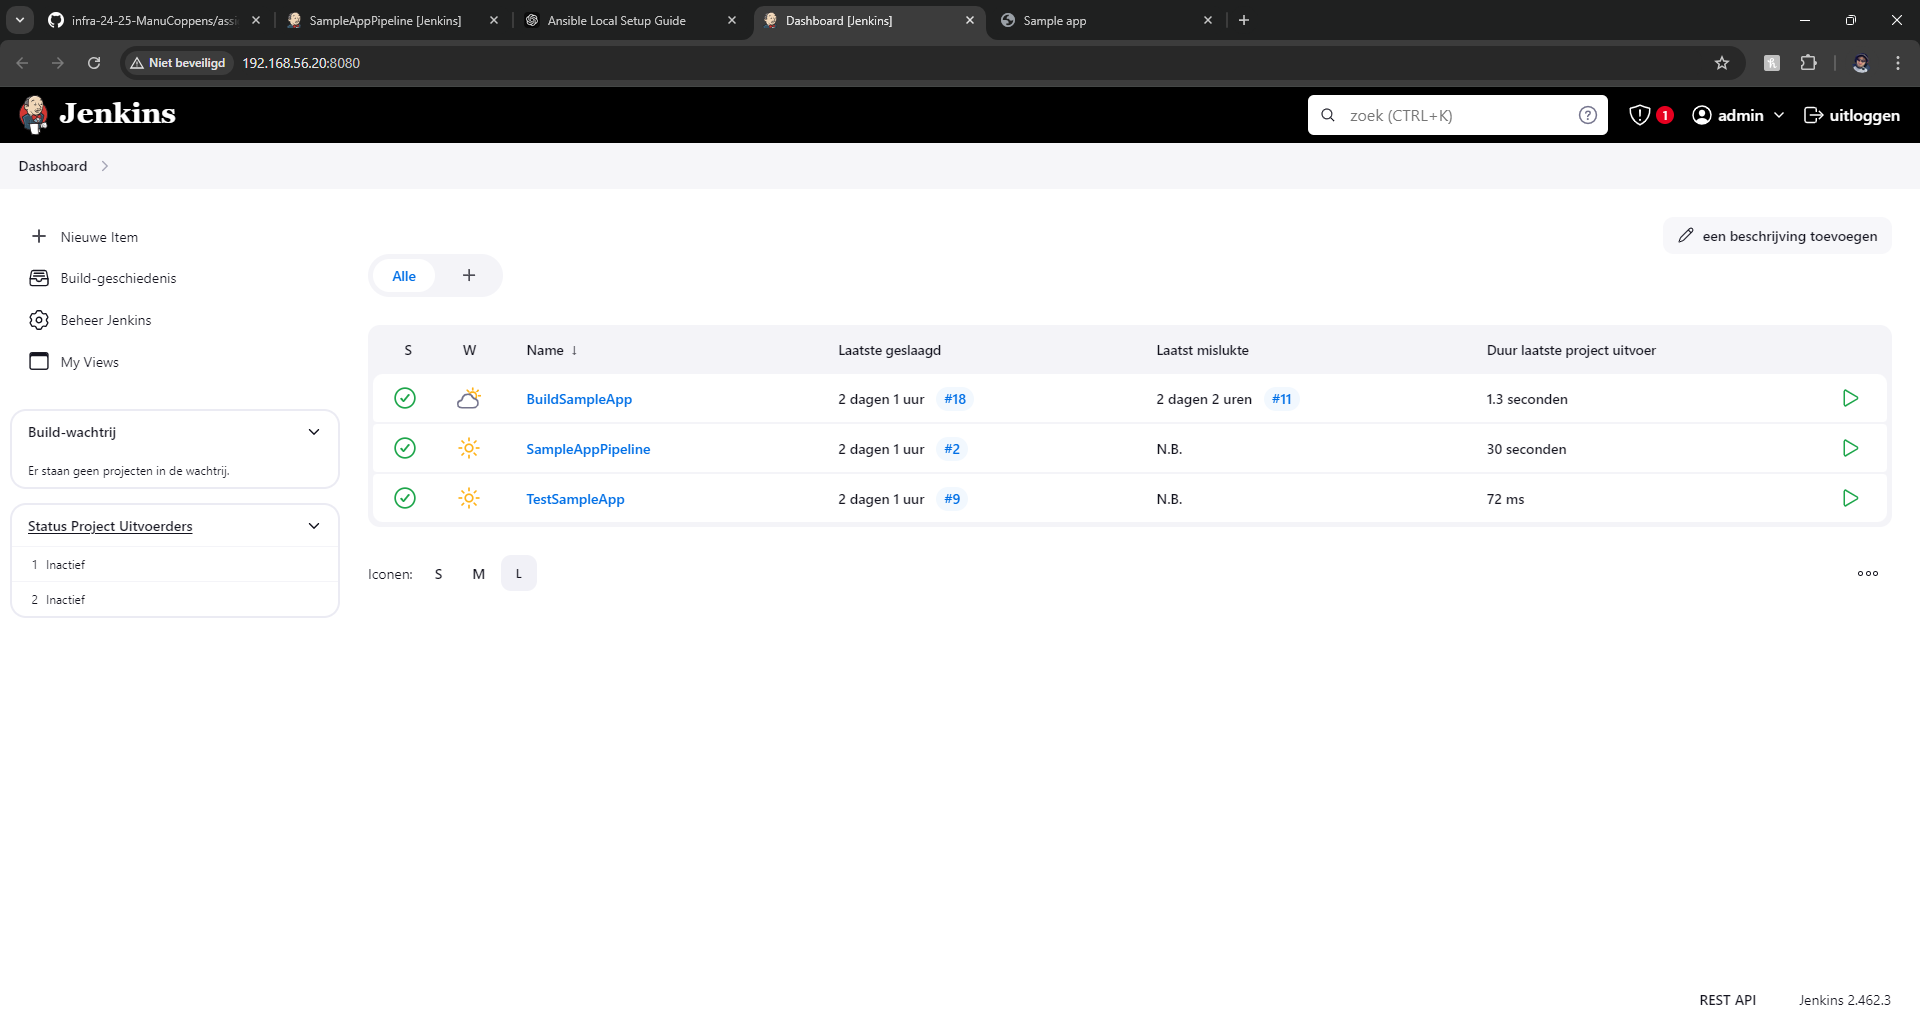 infra-24-25-ManuCoppens/assi
SampleAppPipeline [Jenkins]
Ansible Local Setup Guide
Dashboard [Jenkins]
Sample app
Niet beveiligd
192.168.56.20:8080
Jenkins
zoek (CTRL+K)
1
admin
uitloggen
Dashboard
Nieuwe Item
Build-geschiedenis
Beheer Jenkins
My Views
Build-wachtrij
Er staan geen projecten in de wachtrij.
Status Project Uitvoerders
1 Inactief
2 Inactief
een beschrijving toevoegen
Alle +
S W Name ↓ Laatste geslaagd Laatst mislukte Duur laatste project uitvoer
BuildSampleApp 2 dagen 1 uur #18 2 dagen 2 uren #11 1.3 seconden
SampleAppPipeline 2 dagen 1 uur #2 N.B. 30 seconden
TestSampleApp 2 dagen 1 uur #9 N.B. 72 ms
Iconen: S M L
REST API Jenkins 2.462.3